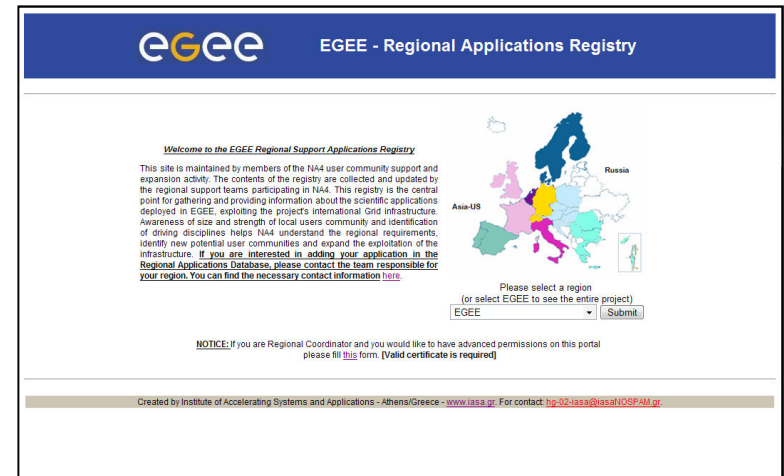 egee
EGEE - Regional Applications Registry
Welcome to the EGEE Regional Support Applications Registry
This site is maintained by members of the NA4 user community support and
expansion activity. The contents of the registry are collected and updated by
the regional support teams participating in NA4. This registry is the central
point for gathering and providing information about the scientific applications
deployed in EGEE, exploiting the project's international Grid infrastructure.
Awareness of size and strength of local users community and identification
of driving disciplines helps NA4 understand the regional requirements,
identify new potential user communities and expand the exploitation of the
infrastructure. If you are interested in adding your application in the
Regional Applications Database, please contact the team responsible for
your region. You can find the necessary contact information here.
Russia
Asia-US
Please select a region
(or select EGEE to see the entire project)
EGEE
Submit
NOTICE: If you are Regional Coordinator and you would like to have advanced permissions on this portal
please fill this form. [Valid certificate is required]
Created by Institute of Accelerating Systems and Applications - Athens/Greece - www.iasa.gr. For contact: hg-02-iasa@iasaNOSPAM.gr.